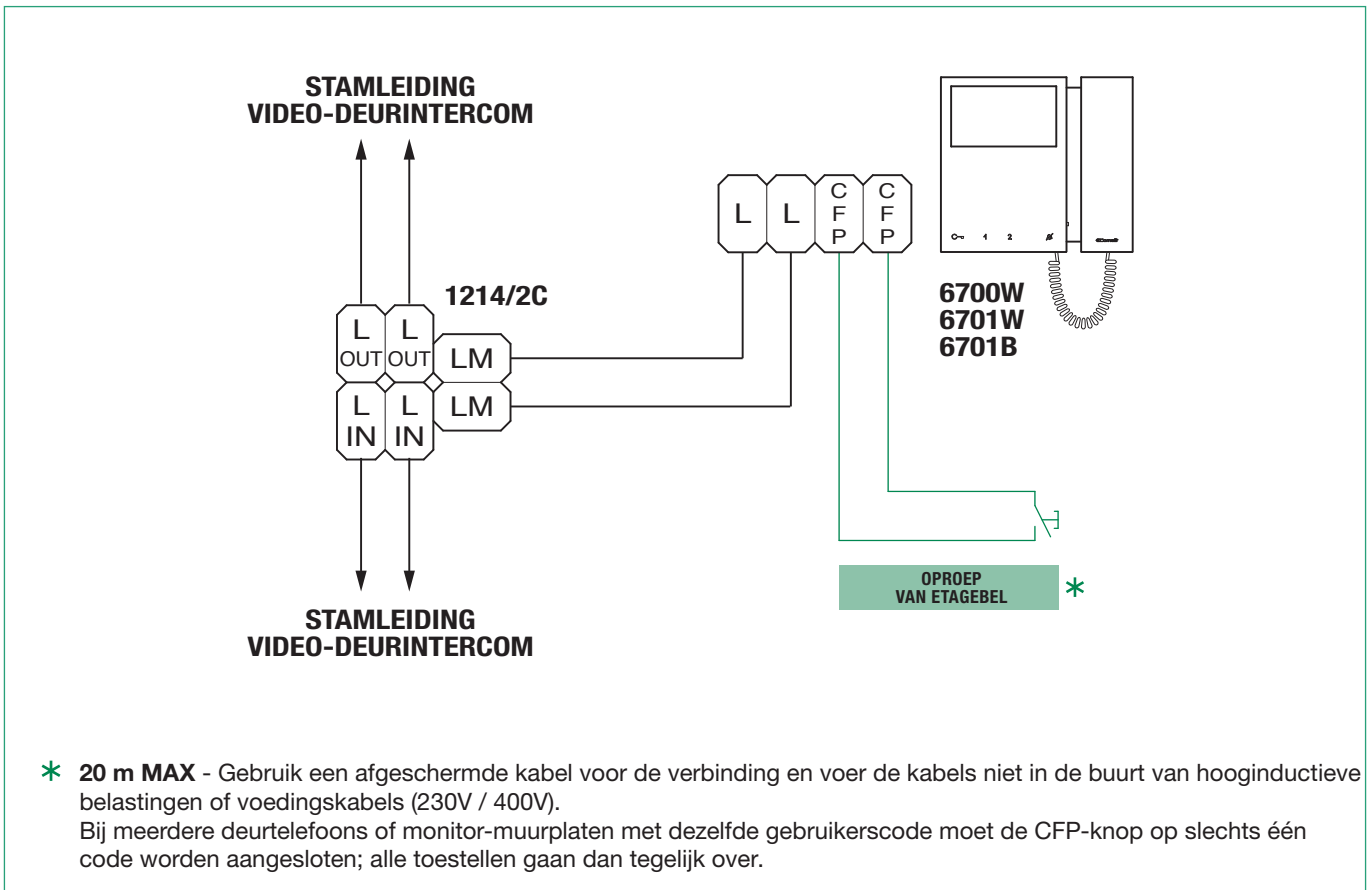 STAMLEIDING
VIDEO-DEURINTERCOM
L
L
C
F
P
C
F
P
1214/2C
6700W
6701W
6701B
L
OUT
L
OUT
LM
L
IN
L
IN
LM
1
2
OPROEP
VAN ETAGEBEL
*
STAMLEIDING
VIDEO-DEURINTERCOM
* 20 m MAX - Gebruik een afgeschermde kabel voor de verbinding en voer de kabels niet in de buurt van hooginductieve
belastingen of voedingskabels (230V / 400V).
Bij meerdere deurtelefoons of monitor-muurplaten met dezelfde gebruikerscode moet de CFP-knop op slechts één
code worden aangesloten; alle toestellen gaan dan tegelijk over.